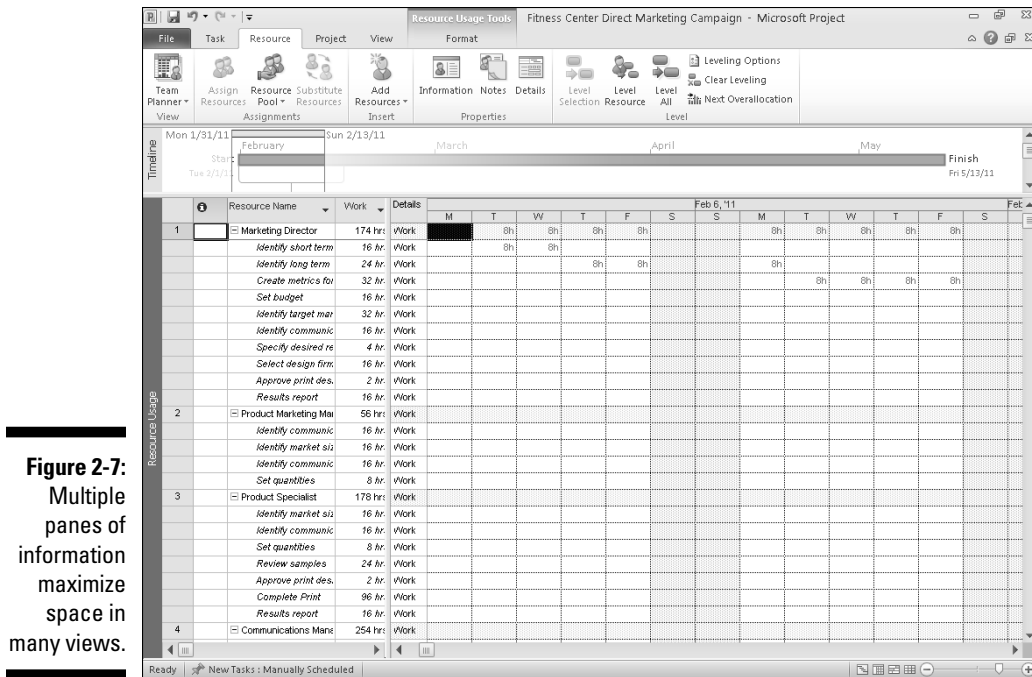 Resource Usage Tools
Fitness Center Direct Marketing Campaign - Microsoft Project
File Task Resource Project View Format
Team Planner
Assign Resources
Resource Pool
Substitute Resources
Add Resources
Information Notes Details
Level Selection
Level Resource
Level All
Leveling Options
Clear Leveling
Next Overallocation
View Assignments Insert Properties Level
Timeline
Mon 1/31/11 Sun 2/13/11
February March April May
Start Finish
Tue 2/1/1 Fri 5/13/11
Resource Name Work Details Feb 6, '11 Feb
M T W T F S S M T W T F S
Resource Usage
1 Marketing Director 174 hrs Work 8h 8h 8h 8h 8h 8h 8h 8h 8h
Identify short term 16 hr Work 8h 8h
Identify long term 24 hr Work 8h 8h 8h
Create metrics for 32 hr Work 8h 8h 8h 8h
Set budget 16 hr Work
Identify target mar 32 hr Work
Identify communic 16 hr Work
Specify desired re 4 hr Work
Select design firm 16 hr Work
Approve print des. 2 hr Work
Results report 16 hr Work
2 Product Marketing Mar 56 hrs Work
Identify communic 16 hr Work
Identify market siz 16 hr Work
Identify communic 16 hr Work
Set quantities 8 hr Work
3 Product Specialist 178 hrs Work
Identify market siz 16 hr Work
Identify communic 16 hr Work
Set quantities 8 hr Work
Review samples 24 hr Work
Approve print des. 2 hr Work
Complete Print 96 hr Work
Results report 16 hr Work
4 Communications Mana 254 hrs Work
Ready New Tasks : Manually Scheduled
Figure 2-7:
Multiple
panes of
information
maximize
space in
many views.